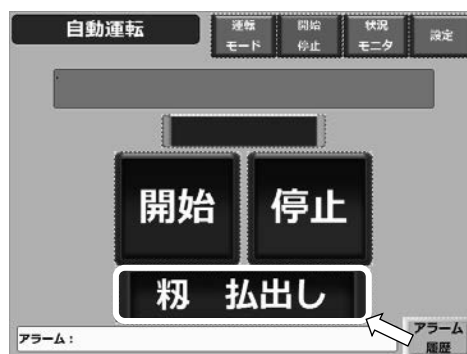 自動運転
運転
モード
開始
停止
状況
モニタ
設定
開始
停止
籾 払出し
アラーム:
アラーム
履歴